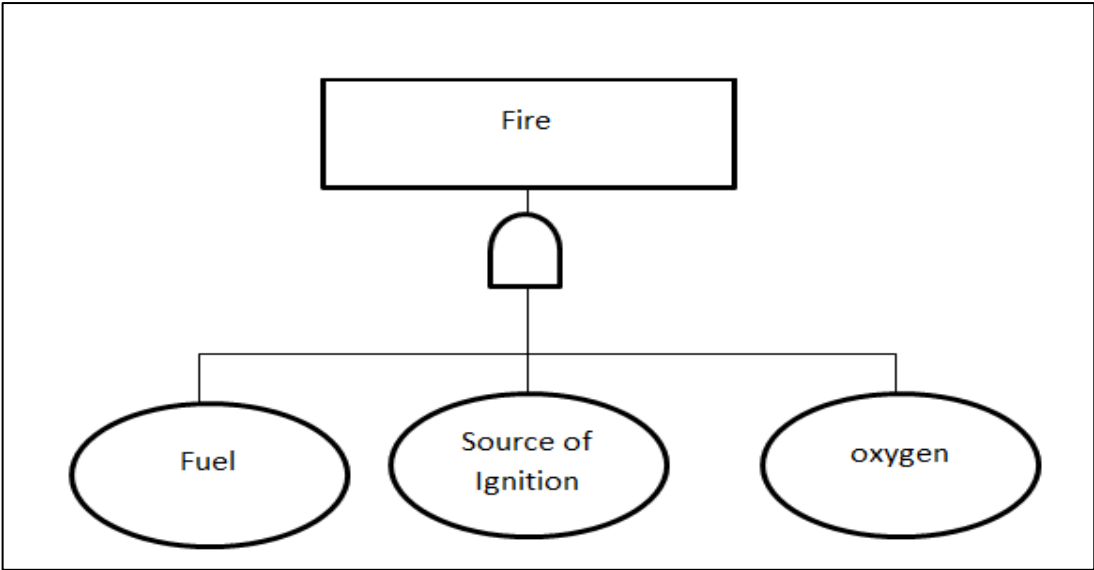 Fire
Fuel
Source of
Ignition
oxygen